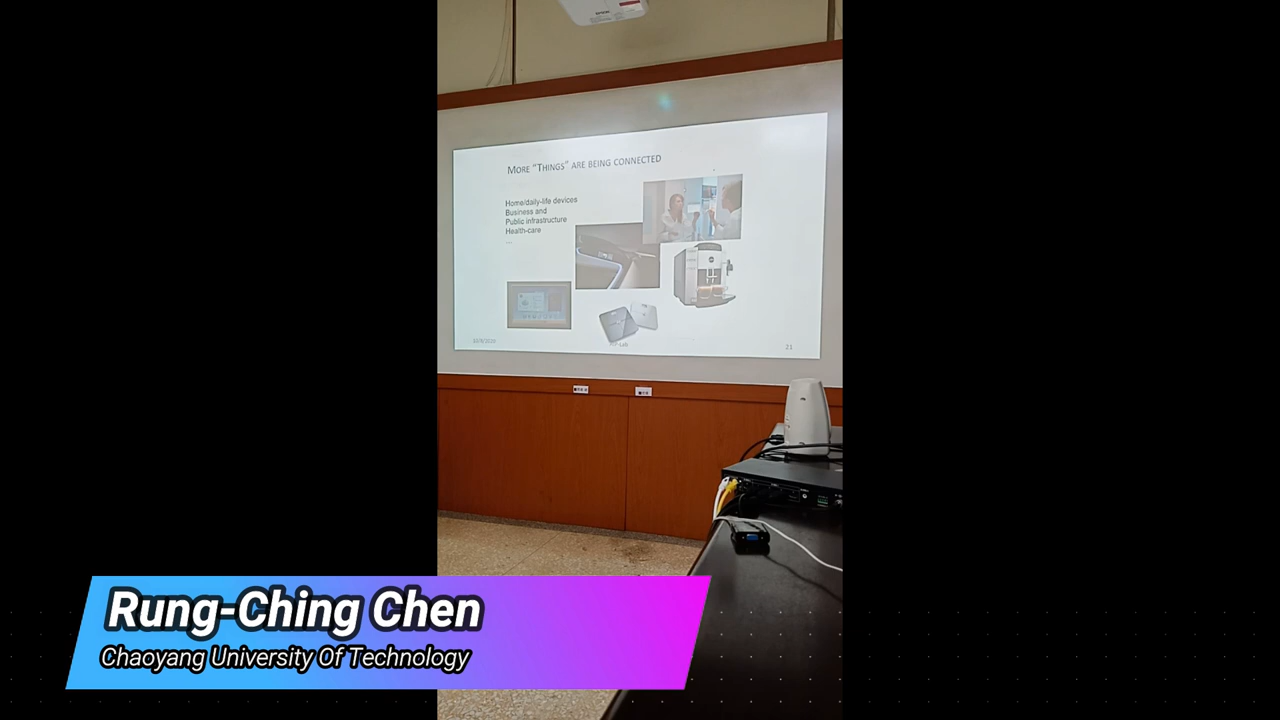 EPSON
MORE "THINGS" ARE BEING CONNECTED
Home/daily-life devices
Business and
Public infrastructure
Health-care
...
21
Rung-Ching Chen
Chaoyang University Of Technology